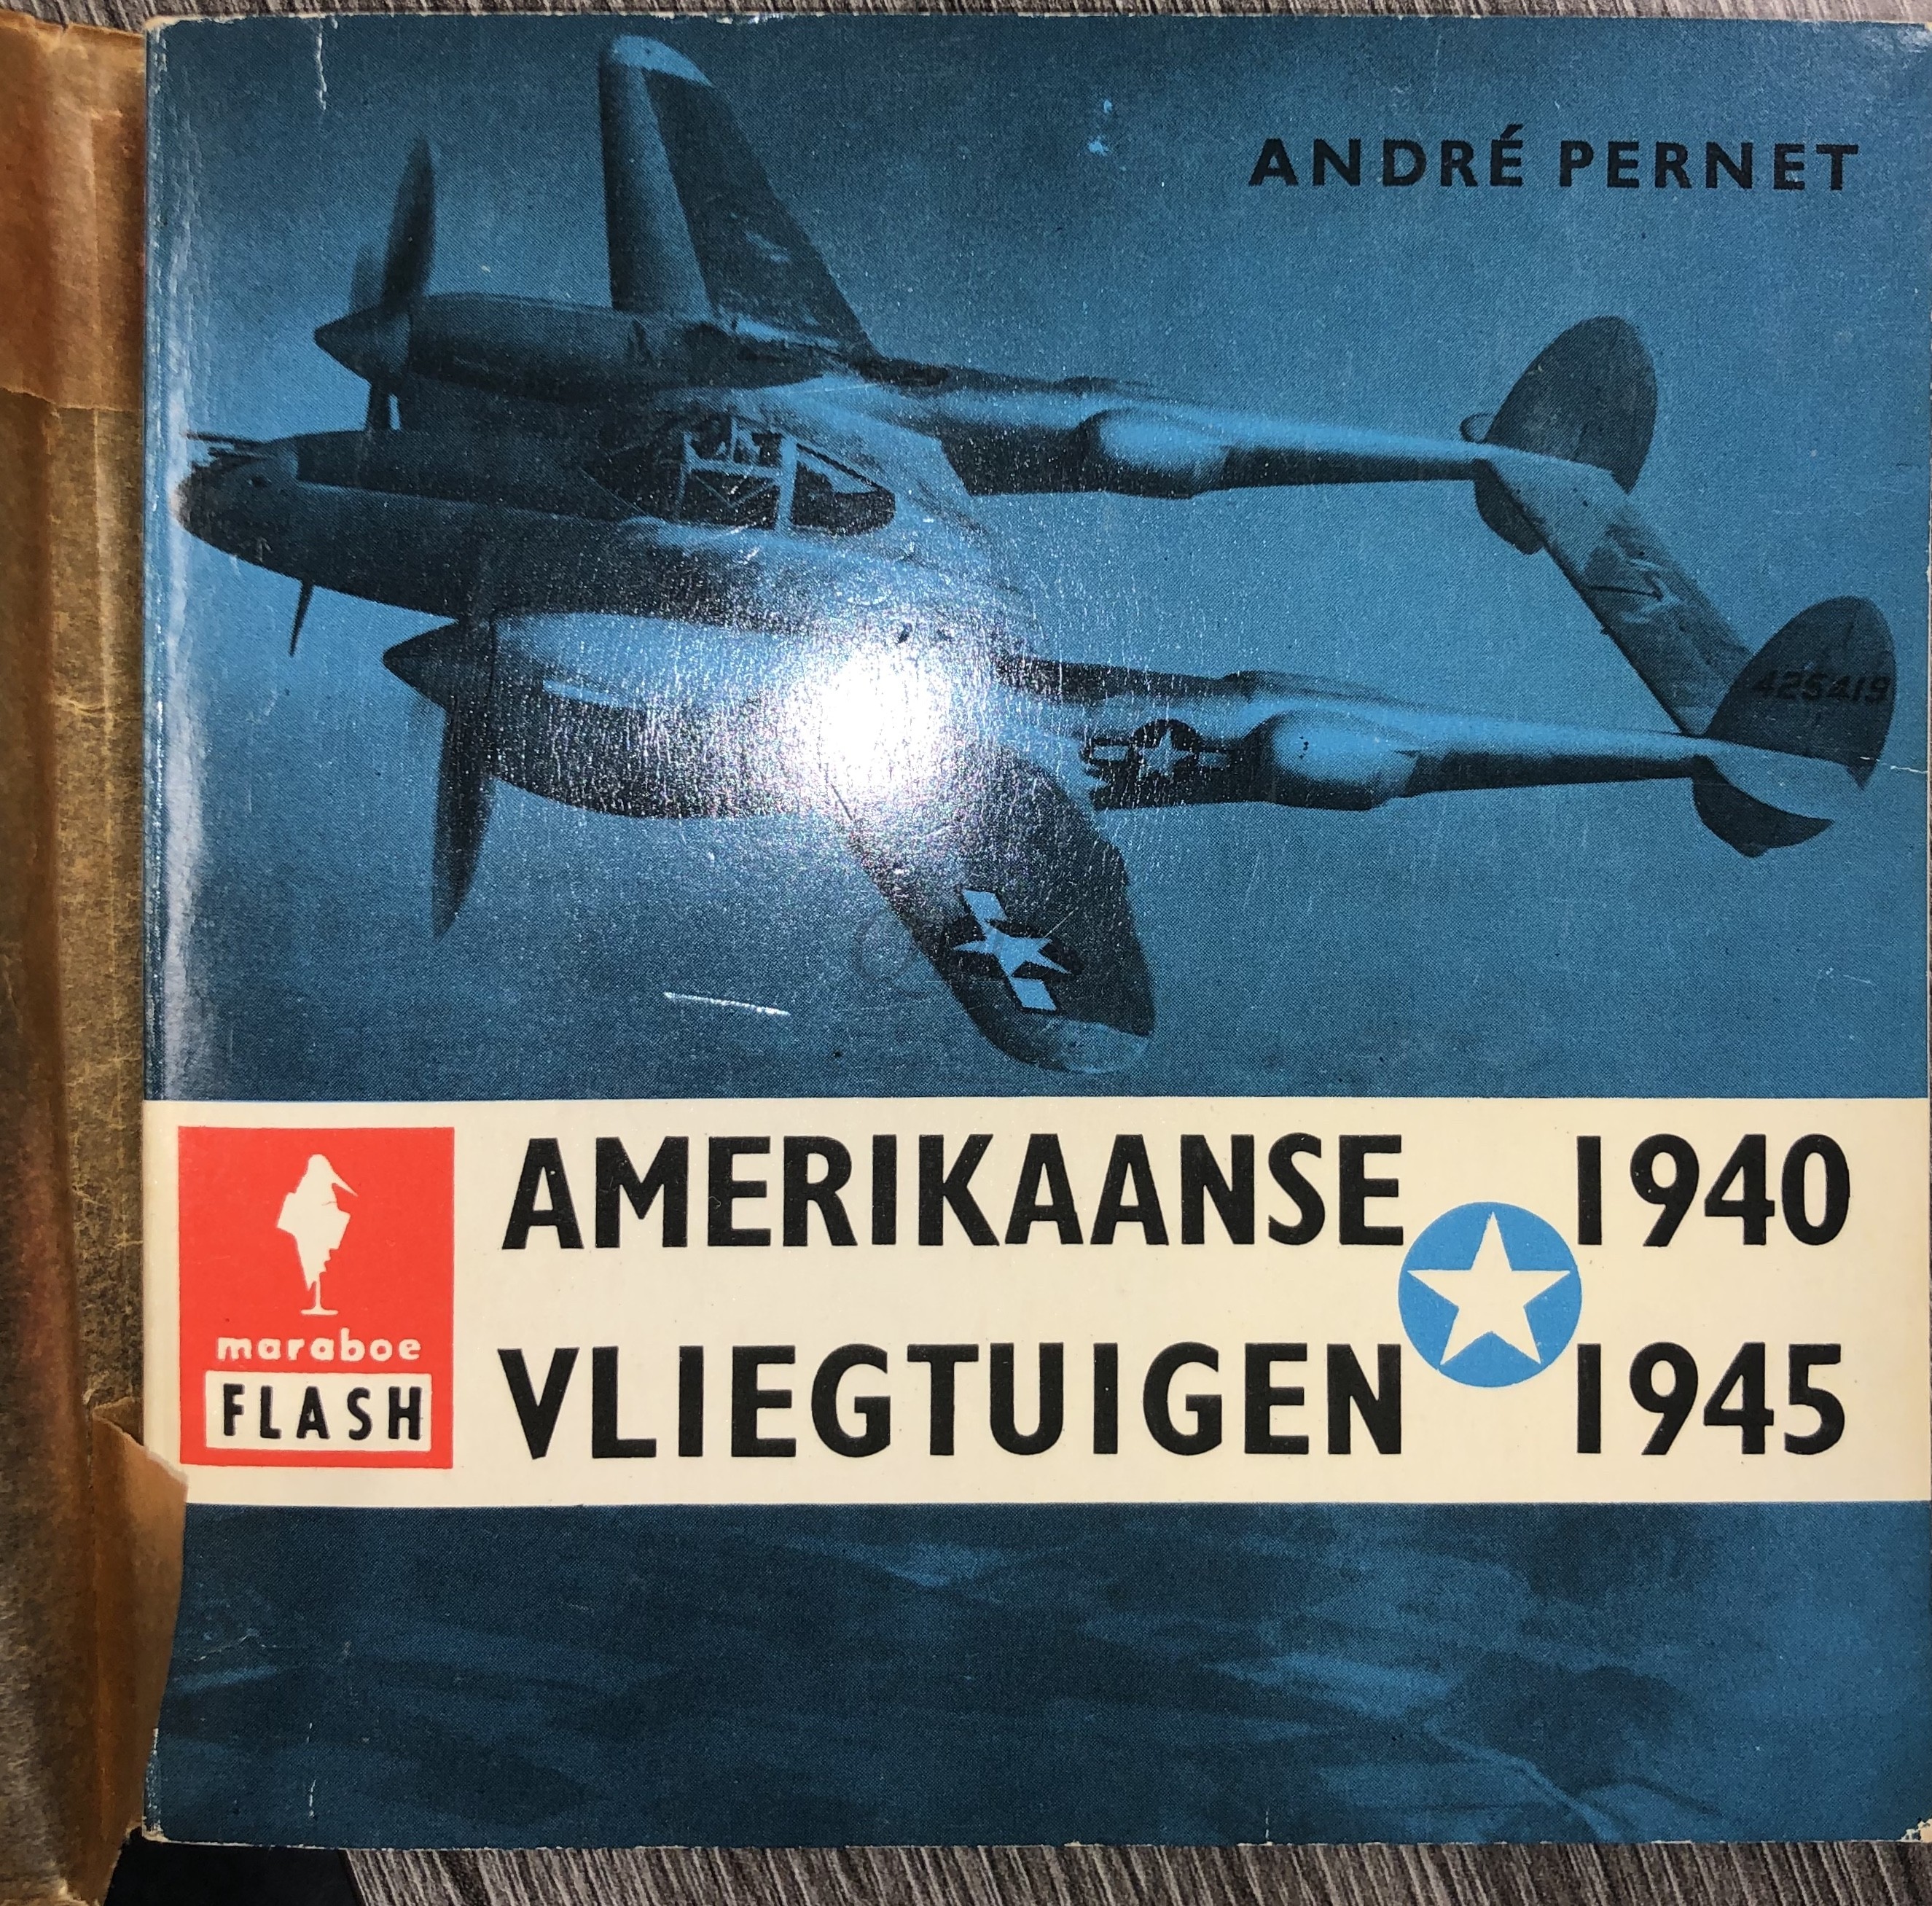 ANDRÉ PERNET
425419
AMERIKAANSE 1940
VLIEGTUIGEN 1945
maraboe
FLASH